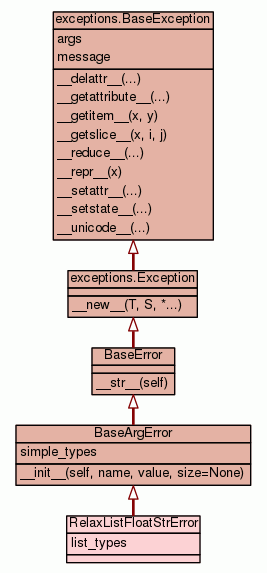 exceptions.BaseException
args
message
__delattr__(...)
__getattribute__(...)
__getitem__(x, y)
__getslice__(x, i, j)
__reduce__(...)
__repr__(x)
__setattr__(...)
__setstate__(...)
__unicode__(...)
exceptions.Exception
__new__(T, S, *...)
BaseError
__str__(self)
BaseArgError
simple_types
__init__(self, name, value, size=None)
RelaxListFloatStrError
list_types